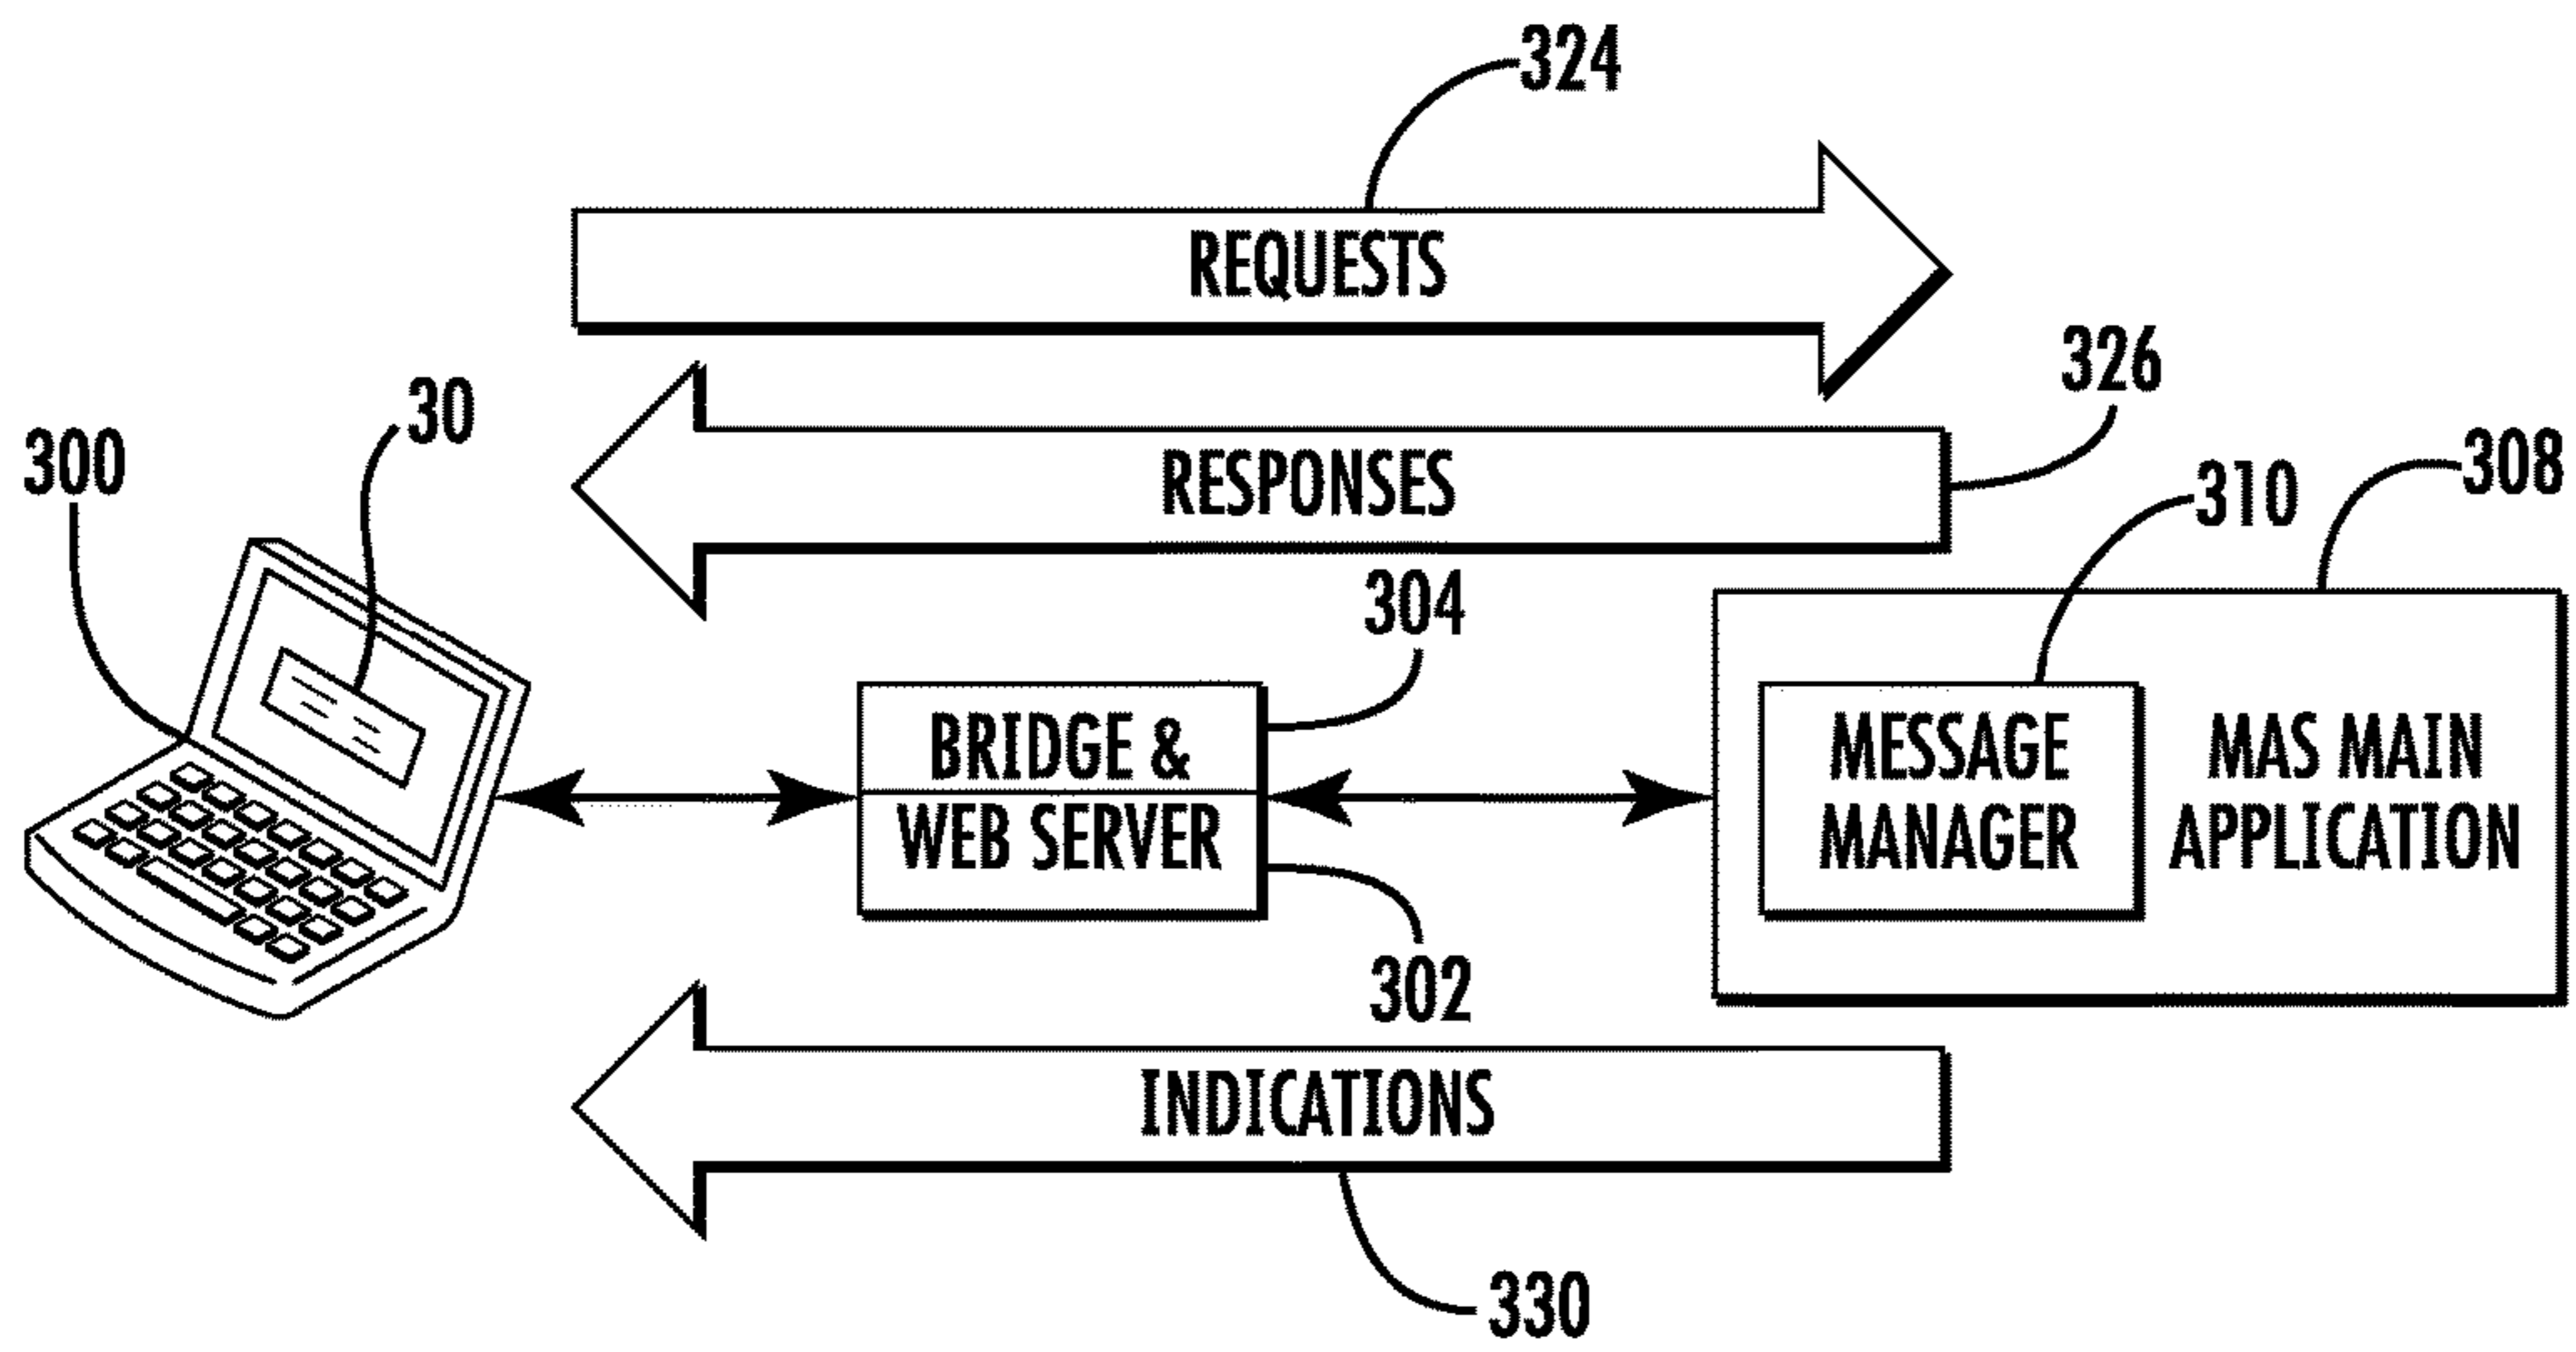 324
REQUESTS
326
RESPONSES
30
300
310
308
304
BRIDGE &
WEB SERVER
MESSAGE
MANAGER
MAS MAIN
APPLICATION
302
INDICATIONS
330